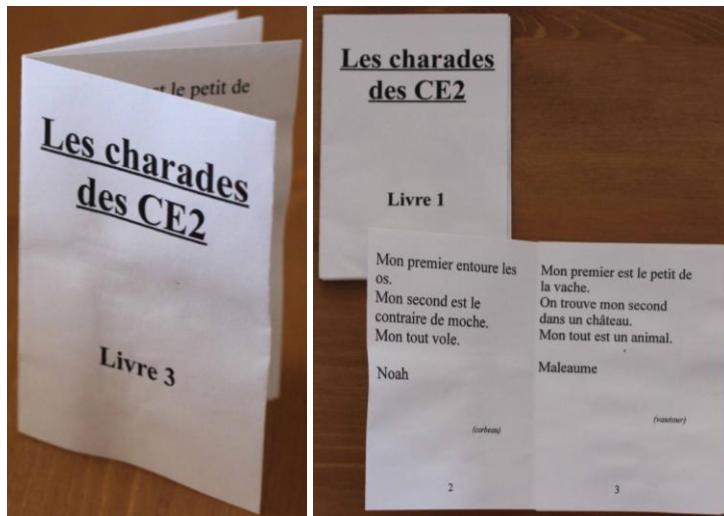 t le petit de
Les charades
des CE2
Livre 3
Les charades
des CE2
Livre 1
Mon premier entoure les
os.
Mon second est le
contraire de moche.
Mon tout vole.
Noah
(corbeau)
2
Mon premier est le petit de
la vache.
On trouve mon second
dans un château.
Mon tout est un animal.
Maleaume
(vautour)
3